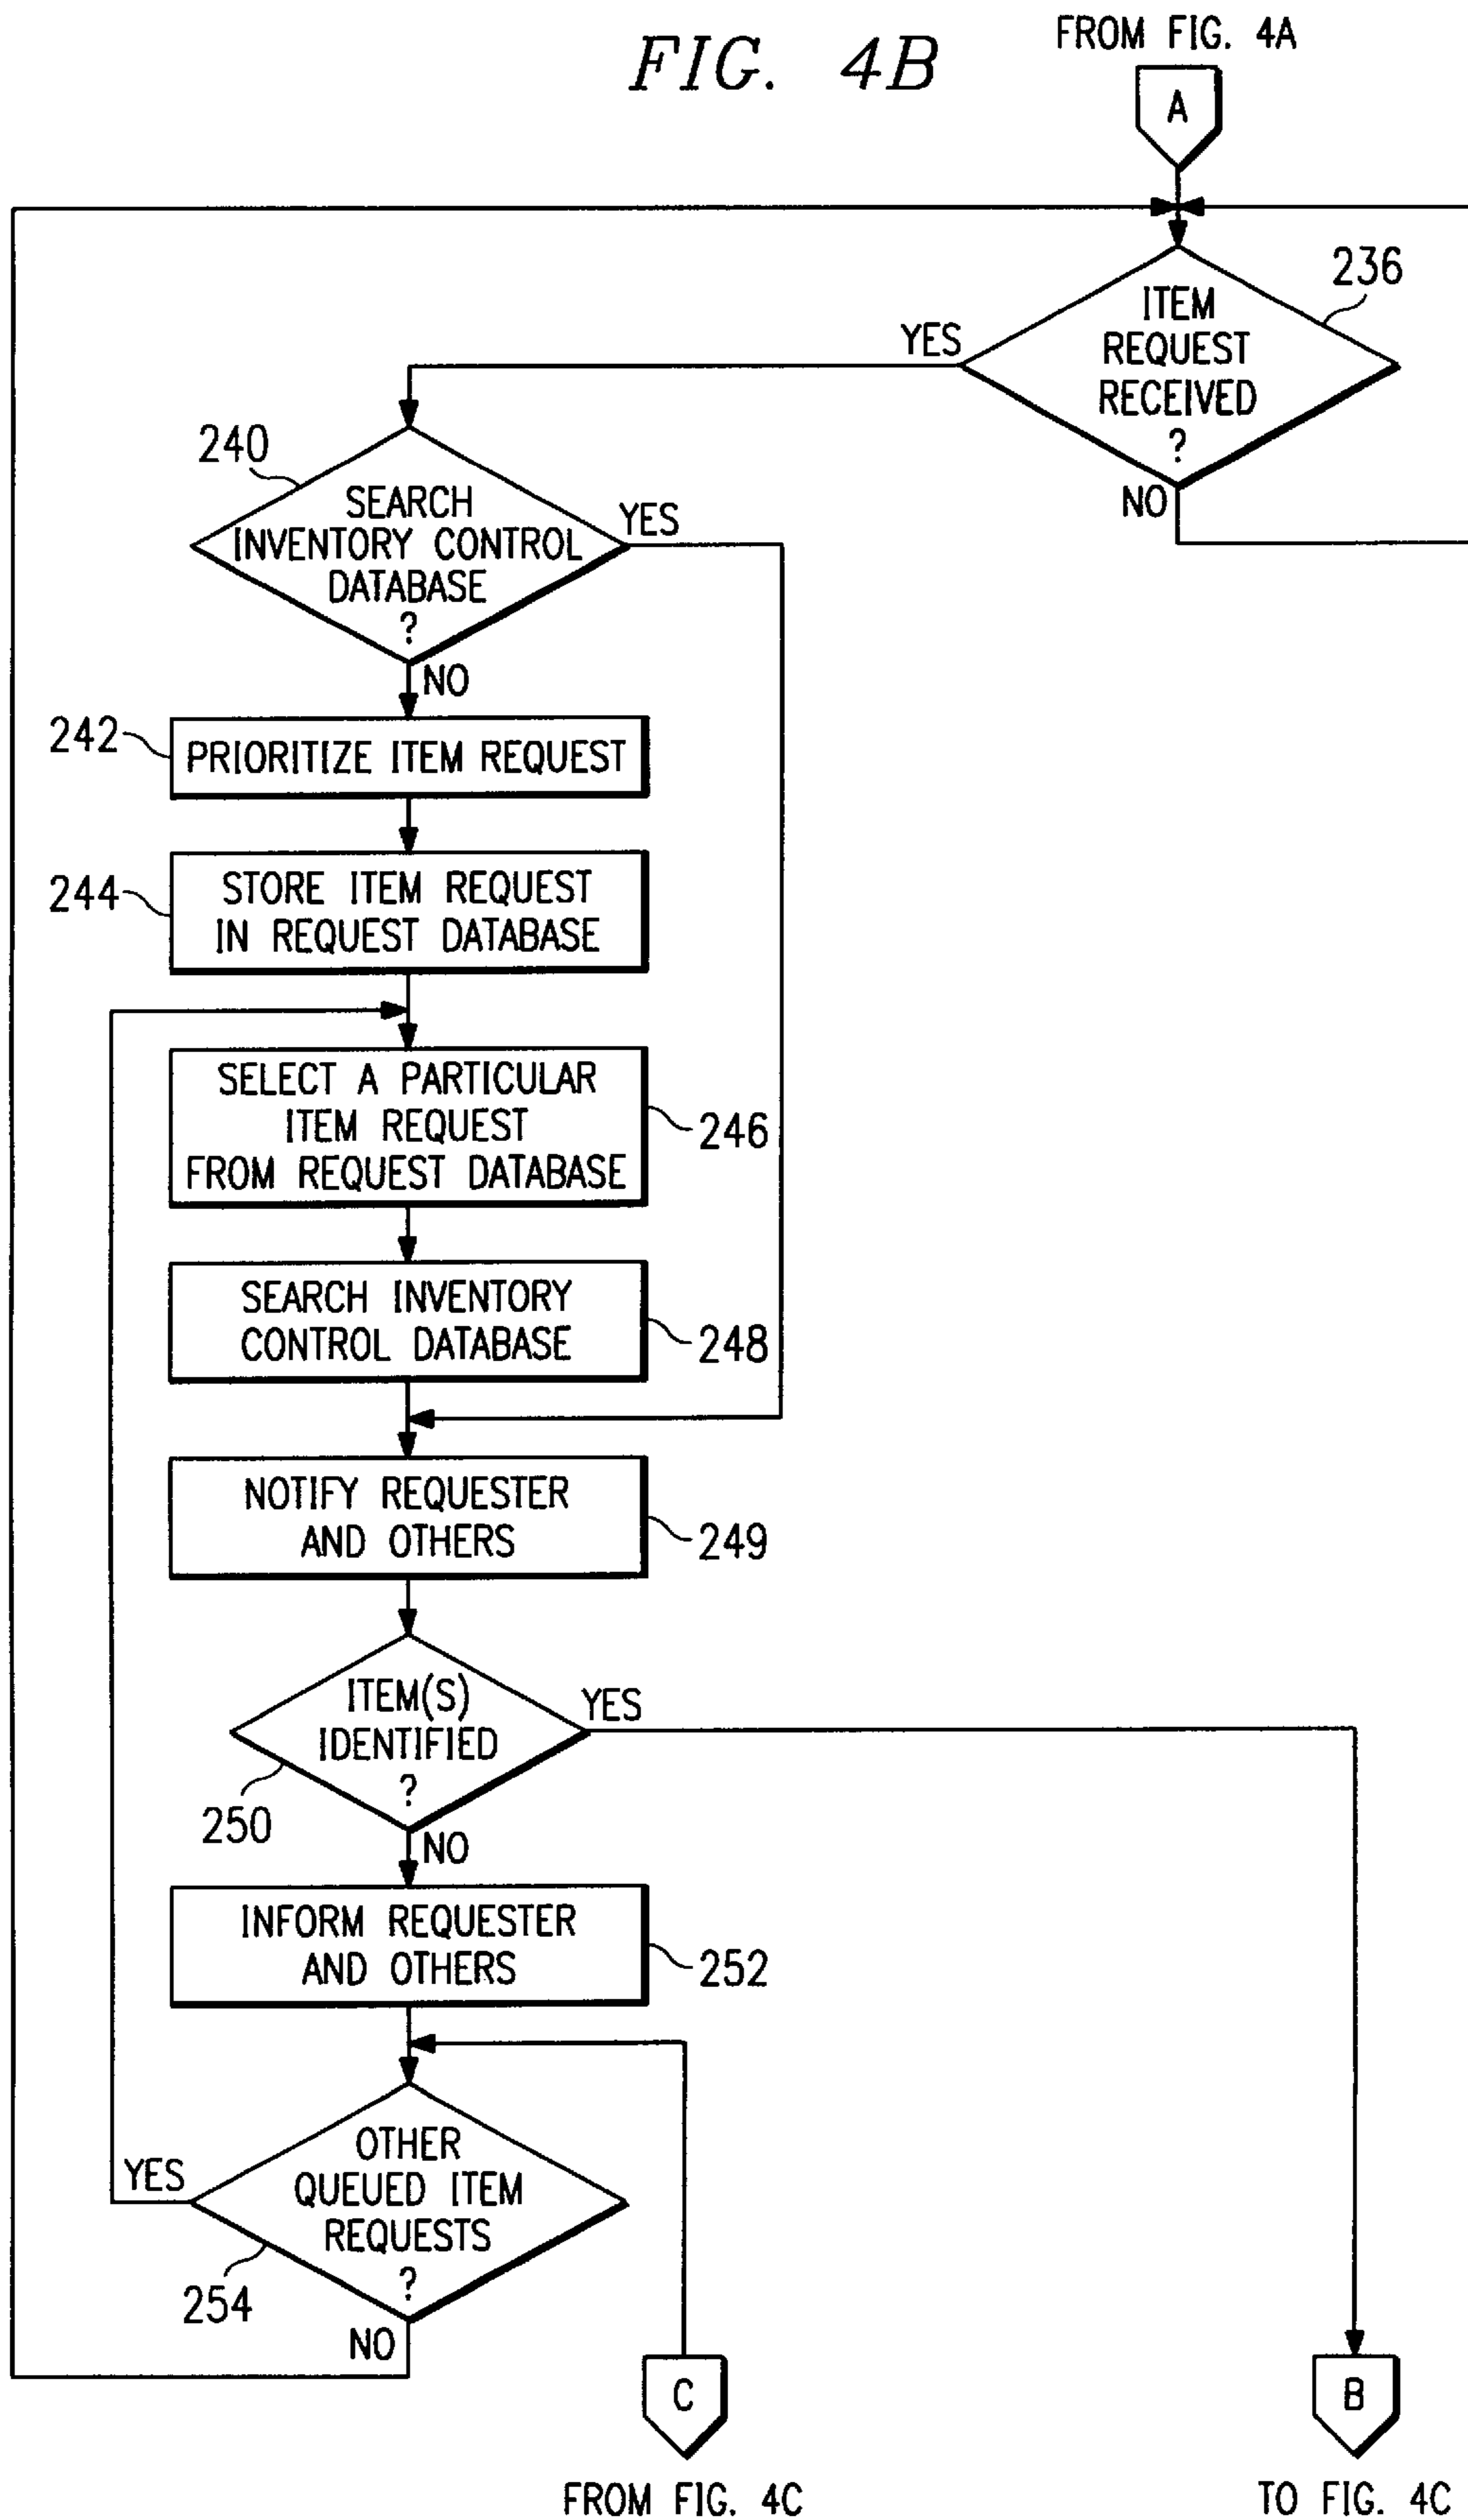 FIG. 4B
FROM FIG. 4A
A
236
ITEM
REQUEST
RECEIVED
?
YES
NO
240
SEARCH
INVENTORY CONTROL
DATABASE
?
YES
NO
242
PRIORITIZE ITEM REQUEST
244
STORE ITEM REQUEST
IN REQUEST DATABASE
SELECT A PARTICULAR
ITEM REQUEST
FROM REQUEST DATABASE
246
SEARCH INVENTORY
CONTROL DATABASE
248
NOTIFY REQUESTER
AND OTHERS
249
ITEM(S)
IDENTIFIED
?
YES
250
NO
INFORM REQUESTER
AND OTHERS
252
OTHER
QUEUED ITEM
REQUESTS
?
YES
254
NO
C
B
FROM FIG. 4C
TO FIG. 4C